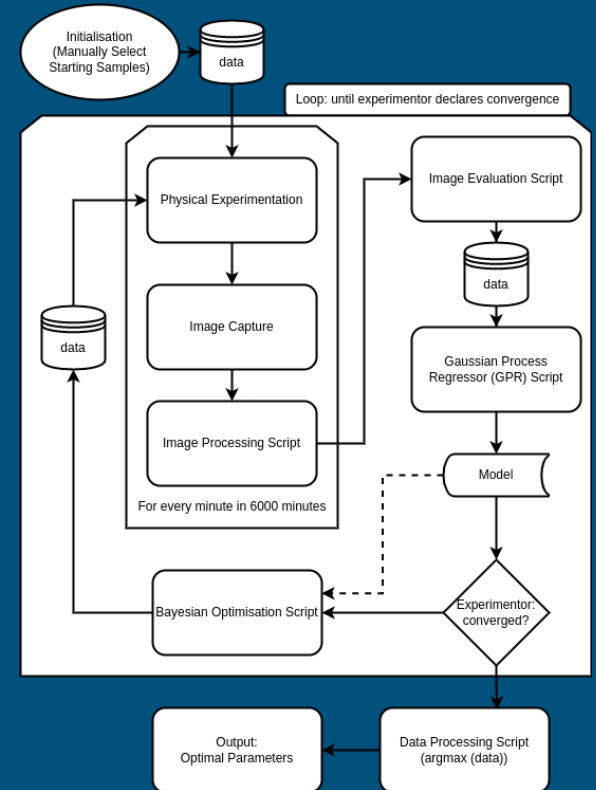 Initialisation
(Manually Select
Starting Samples)
data
Loop: until experimentor declares convergence
Physical Experimentation
Image Capture
Image Processing Script
For every minute in 6000 minutes
data
Image Evaluation Script
data
Gaussian Process
Regressor (GPR) Script
Model
Experimentor:
converged?
Bayesian Optimisation Script
Data Processing Script
(argmax (data))
Output:
Optimal Parameters